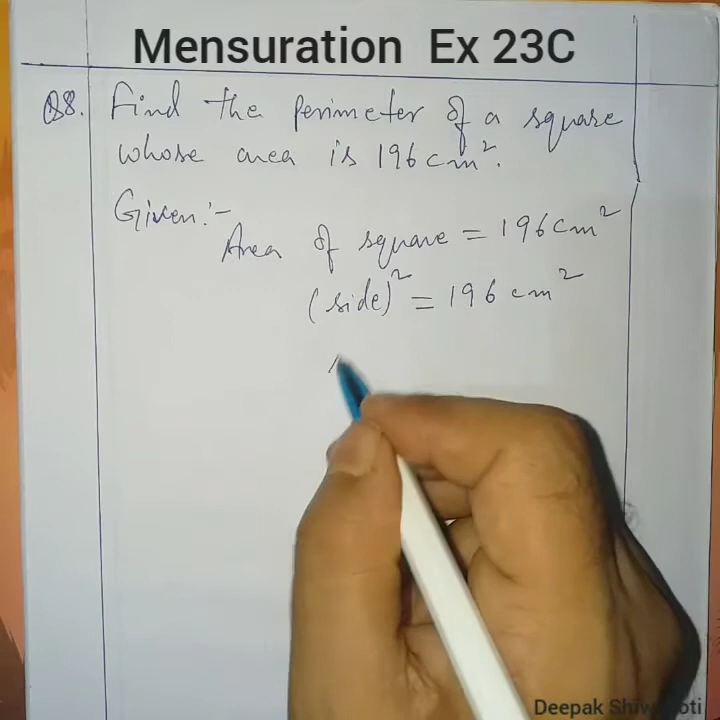 Mensuration Ex 23C
Q8. Find the perimeter of a square
whose area is 196 cm².
Given:-
Area of square = 196 cm²
(side)² = 196 cm²
Deepak